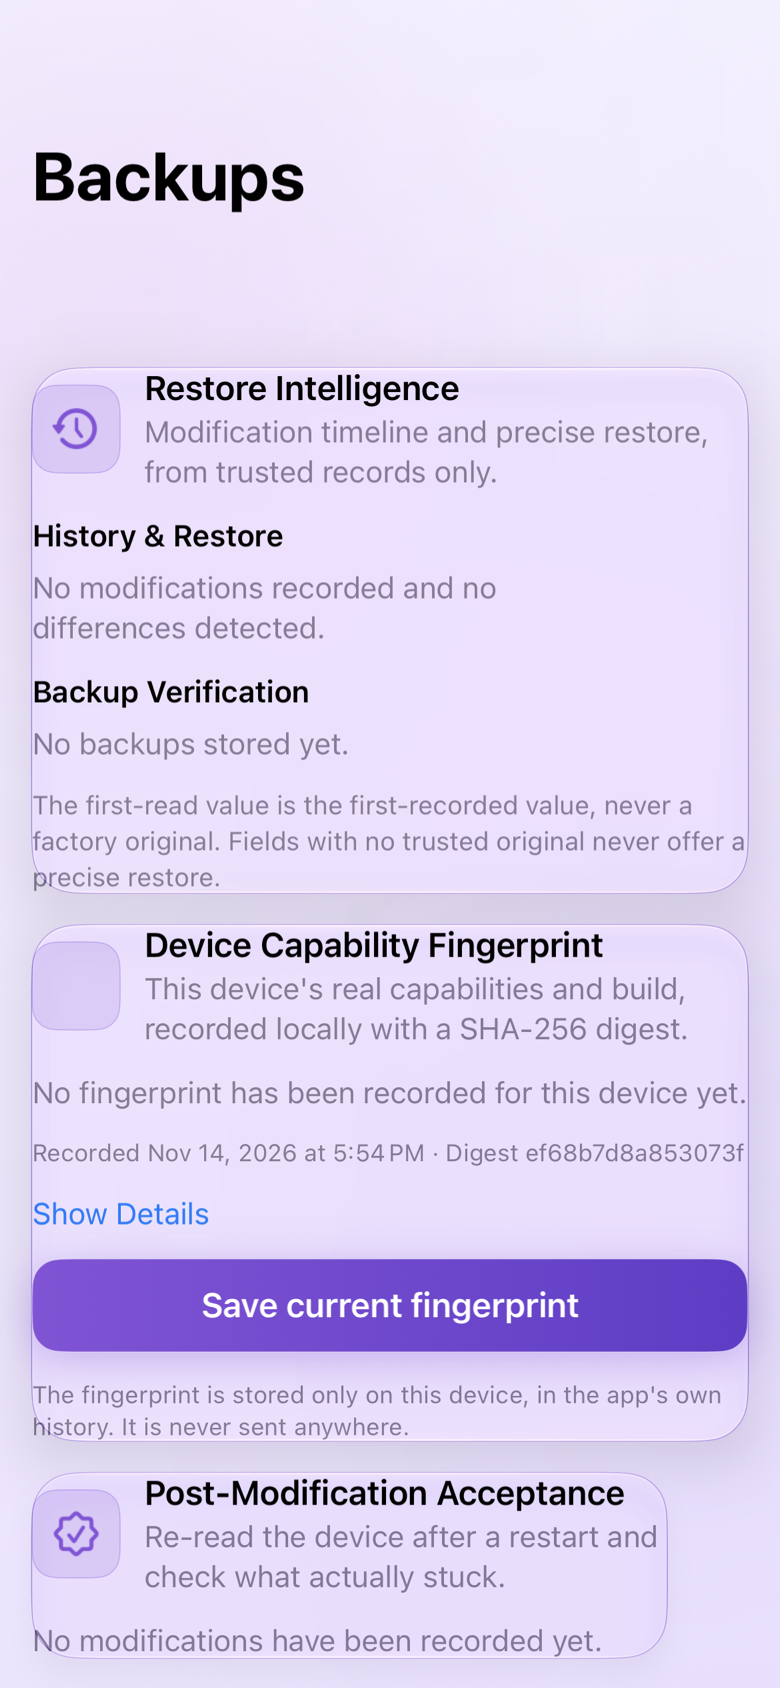 Backups
Restore Intelligence
Modification timeline and precise restore,
from trusted records only.
History & Restore
No modifications recorded and no
differences detected.
Backup Verification
No backups stored yet.
The first-read value is the first-recorded value, never a
factory original. Fields with no trusted original never offer a
precise restore.
Device Capability Fingerprint
This device's real capabilities and build,
recorded locally with a SHA-256 digest.
No fingerprint has been recorded for this device yet.
Recorded Nov 14, 2026 at 5:54 PM · Digest ef68b7d8a853073f
Show Details
Save current fingerprint
The fingerprint is stored only on this device, in the app's own
history. It is never sent anywhere.
Post-Modification Acceptance
Re-read the device after a restart and
check what actually stuck.
No modifications have been recorded yet.